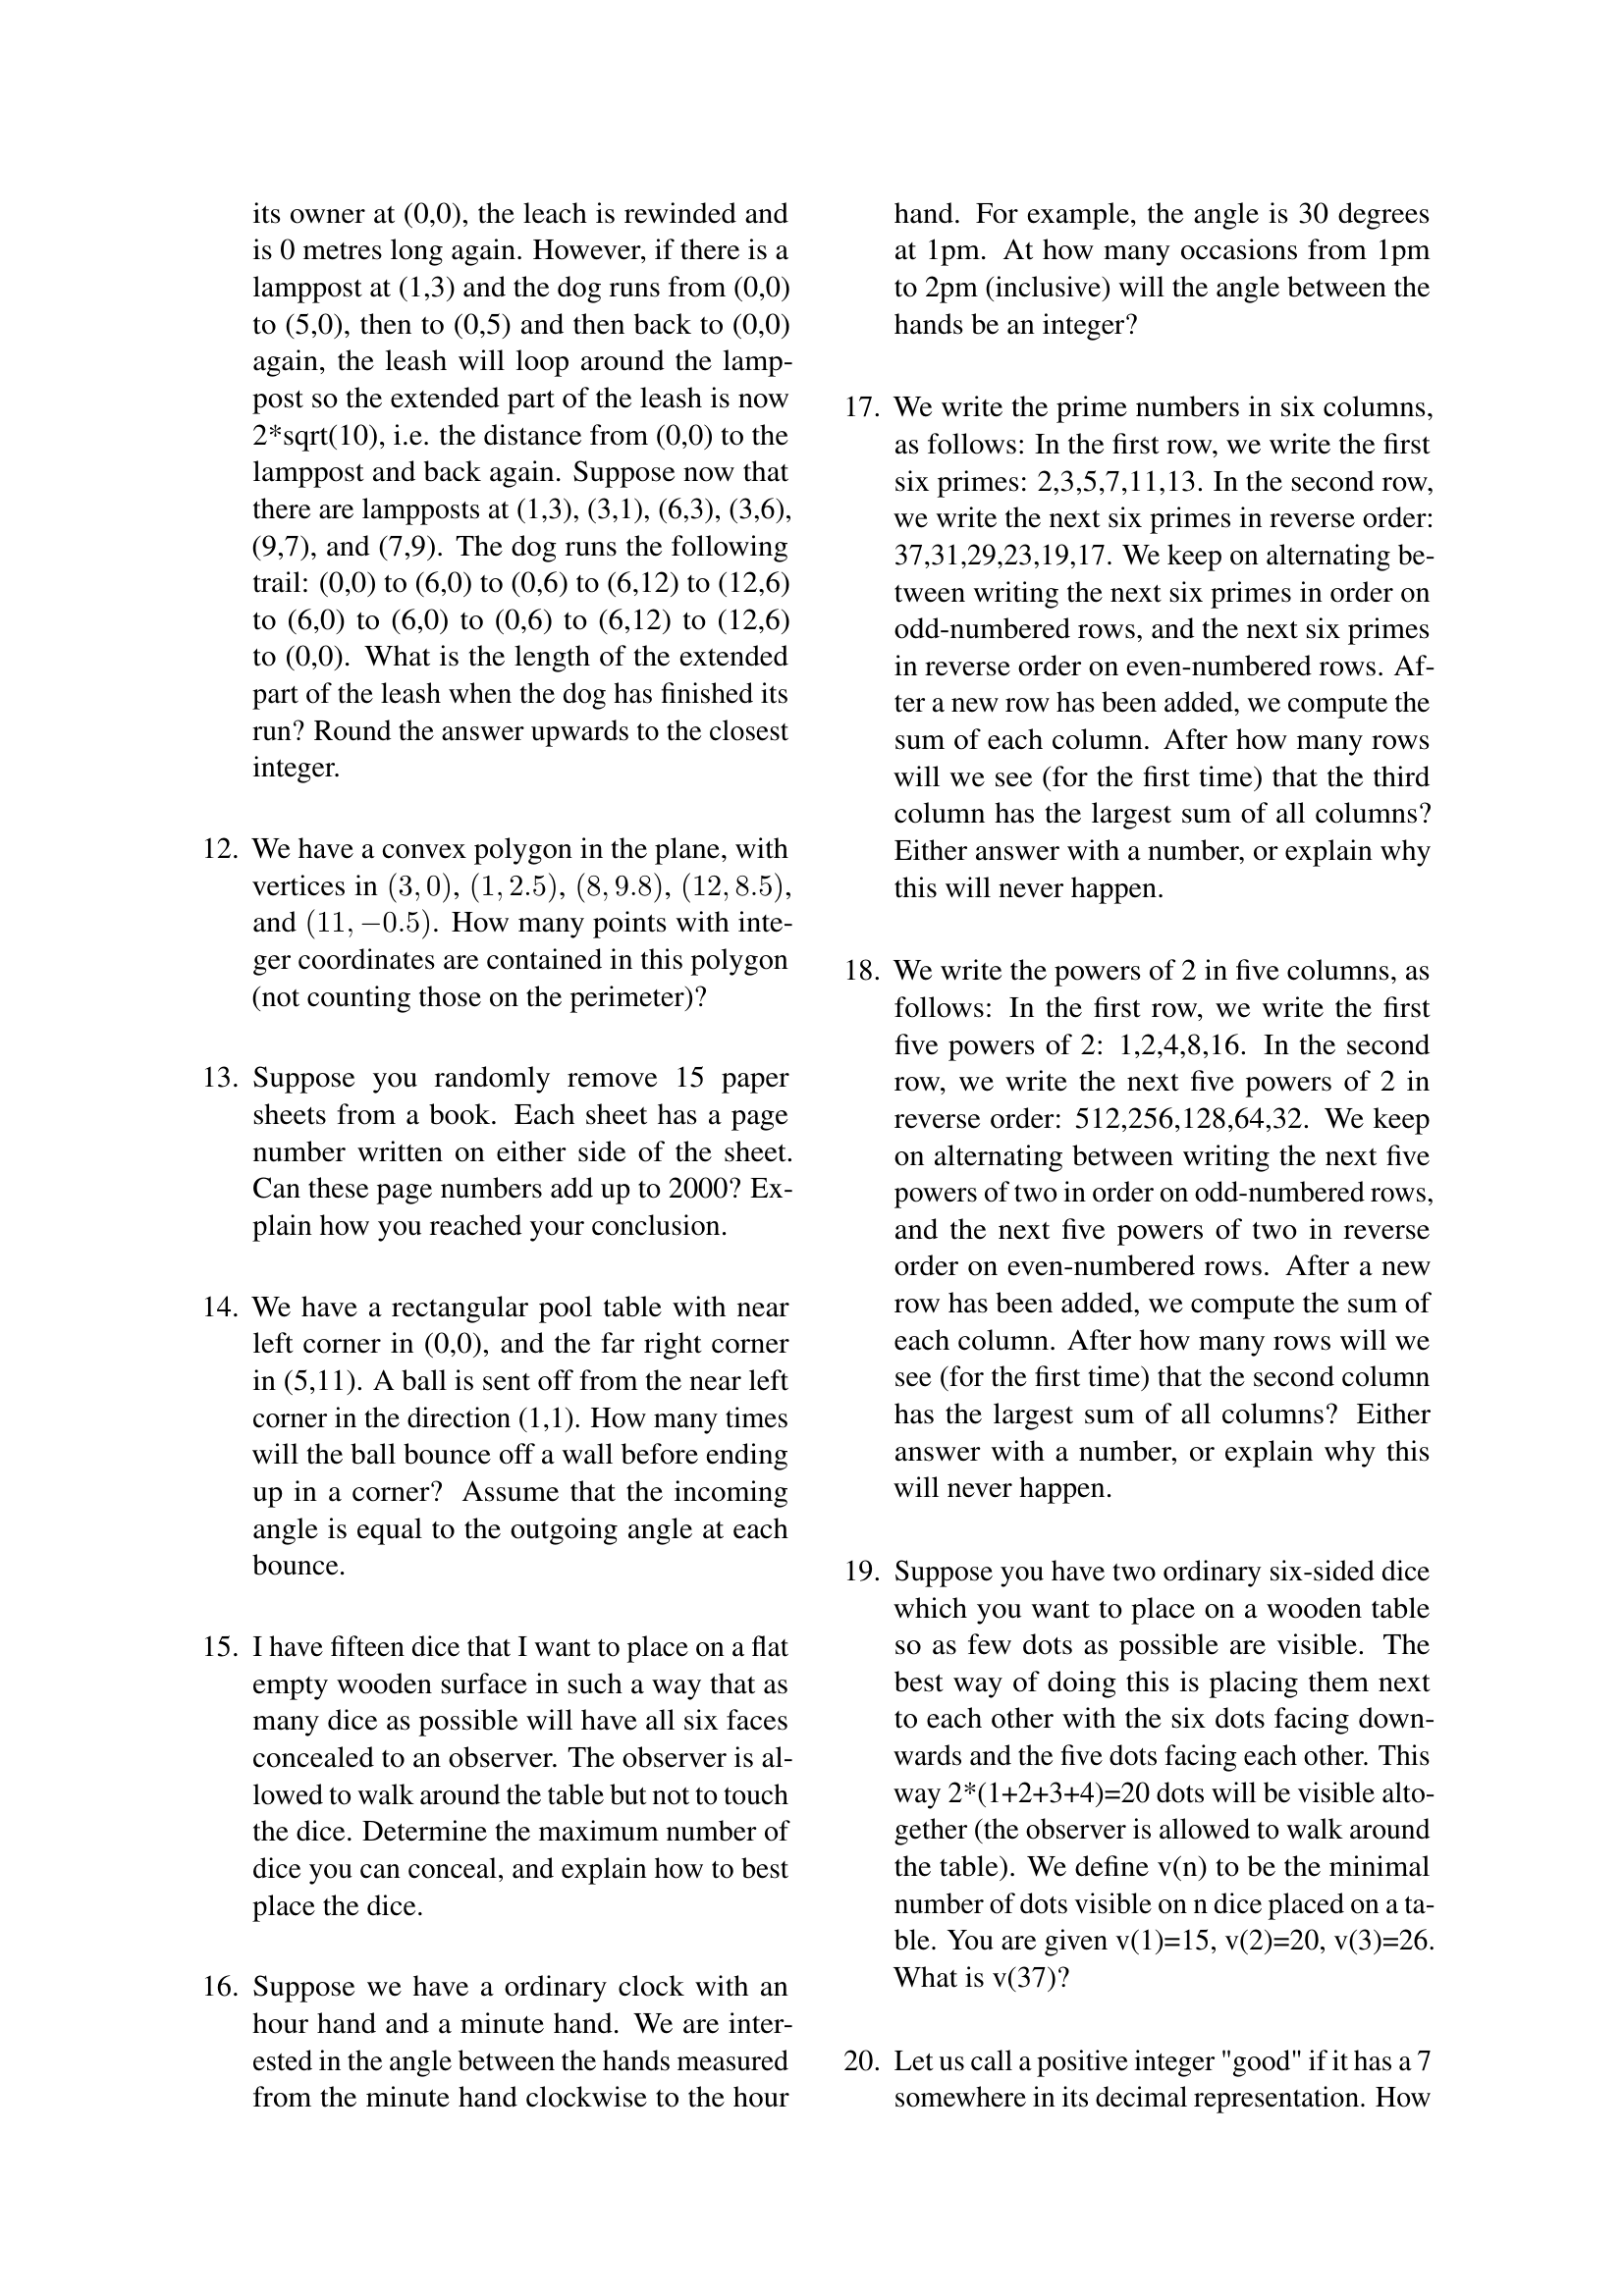 its owner at (0,0), the leach is rewinded and
is 0 metres long again. However, if there is a
lamppost at (1,3) and the dog runs from (0,0)
to (5,0), then to (0,5) and then back to (0,0)
again, the leash will loop around the lamp-
post so the extended part of the leash is now
2*sqrt(10), i.e. the distance from (0,0) to the
lamppost and back again. Suppose now that
there are lampposts at (1,3), (3,1), (6,3), (3,6),
(9,7), and (7,9). The dog runs the following
trail: (0,0) to (6,0) to (0,6) to (6,12) to (12,6)
to (6,0) to (6,0) to (0,6) to (6,12) to (12,6)
to (0,0). What is the length of the extended
part of the leash when the dog has finished its
run? Round the answer upwards to the closest
integer.
12. We have a convex polygon in the plane, with
vertices in (3, 0), (1, 2.5), (8, 9.8), (12, 8.5),
and (11, −0.5). How many points with inte-
ger coordinates are contained in this polygon
(not counting those on the perimeter)?
13. Suppose you randomly remove 15 paper
sheets from a book. Each sheet has a page
number written on either side of the sheet.
Can these page numbers add up to 2000? Ex-
plain how you reached your conclusion.
14. We have a rectangular pool table with near
left corner in (0,0), and the far right corner
in (5,11). A ball is sent off from the near left
corner in the direction (1,1). How many times
will the ball bounce off a wall before ending
up in a corner? Assume that the incoming
angle is equal to the outgoing angle at each
bounce.
15. I have fifteen dice that I want to place on a flat
empty wooden surface in such a way that as
many dice as possible will have all six faces
concealed to an observer. The observer is al-
lowed to walk around the table but not to touch
the dice. Determine the maximum number of
dice you can conceal, and explain how to best
place the dice.
16. Suppose we have a ordinary clock with an
hour hand and a minute hand. We are inter-
ested in the angle between the hands measured
from the minute hand clockwise to the hour
hand. For example, the angle is 30 degrees
at 1pm. At how many occasions from 1pm
to 2pm (inclusive) will the angle between the
hands be an integer?
17. We write the prime numbers in six columns,
as follows: In the first row, we write the first
six primes: 2,3,5,7,11,13. In the second row,
we write the next six primes in reverse order:
37,31,29,23,19,17. We keep on alternating be-
tween writing the next six primes in order on
odd-numbered rows, and the next six primes
in reverse order on even-numbered rows. Af-
ter a new row has been added, we compute the
sum of each column. After how many rows
will we see (for the first time) that the third
column has the largest sum of all columns?
Either answer with a number, or explain why
this will never happen.
18. We write the powers of 2 in five columns, as
follows: In the first row, we write the first
five powers of 2: 1,2,4,8,16. In the second
row, we write the next five powers of 2 in
reverse order: 512,256,128,64,32. We keep
on alternating between writing the next five
powers of two in order on odd-numbered rows,
and the next five powers of two in reverse
order on even-numbered rows. After a new
row has been added, we compute the sum of
each column. After how many rows will we
see (for the first time) that the second column
has the largest sum of all columns? Either
answer with a number, or explain why this
will never happen.
19. Suppose you have two ordinary six-sided dice
which you want to place on a wooden table
so as few dots as possible are visible. The
best way of doing this is placing them next
to each other with the six dots facing down-
wards and the five dots facing each other. This
way 2*(1+2+3+4)=20 dots will be visible alto-
gether (the observer is allowed to walk around
the table). We define v(n) to be the minimal
number of dots visible on n dice placed on a ta-
ble. You are given v(1)=15, v(2)=20, v(3)=26.
What is v(37)?
20. Let us call a positive integer "good" if it has a 7
somewhere in its decimal representation. How